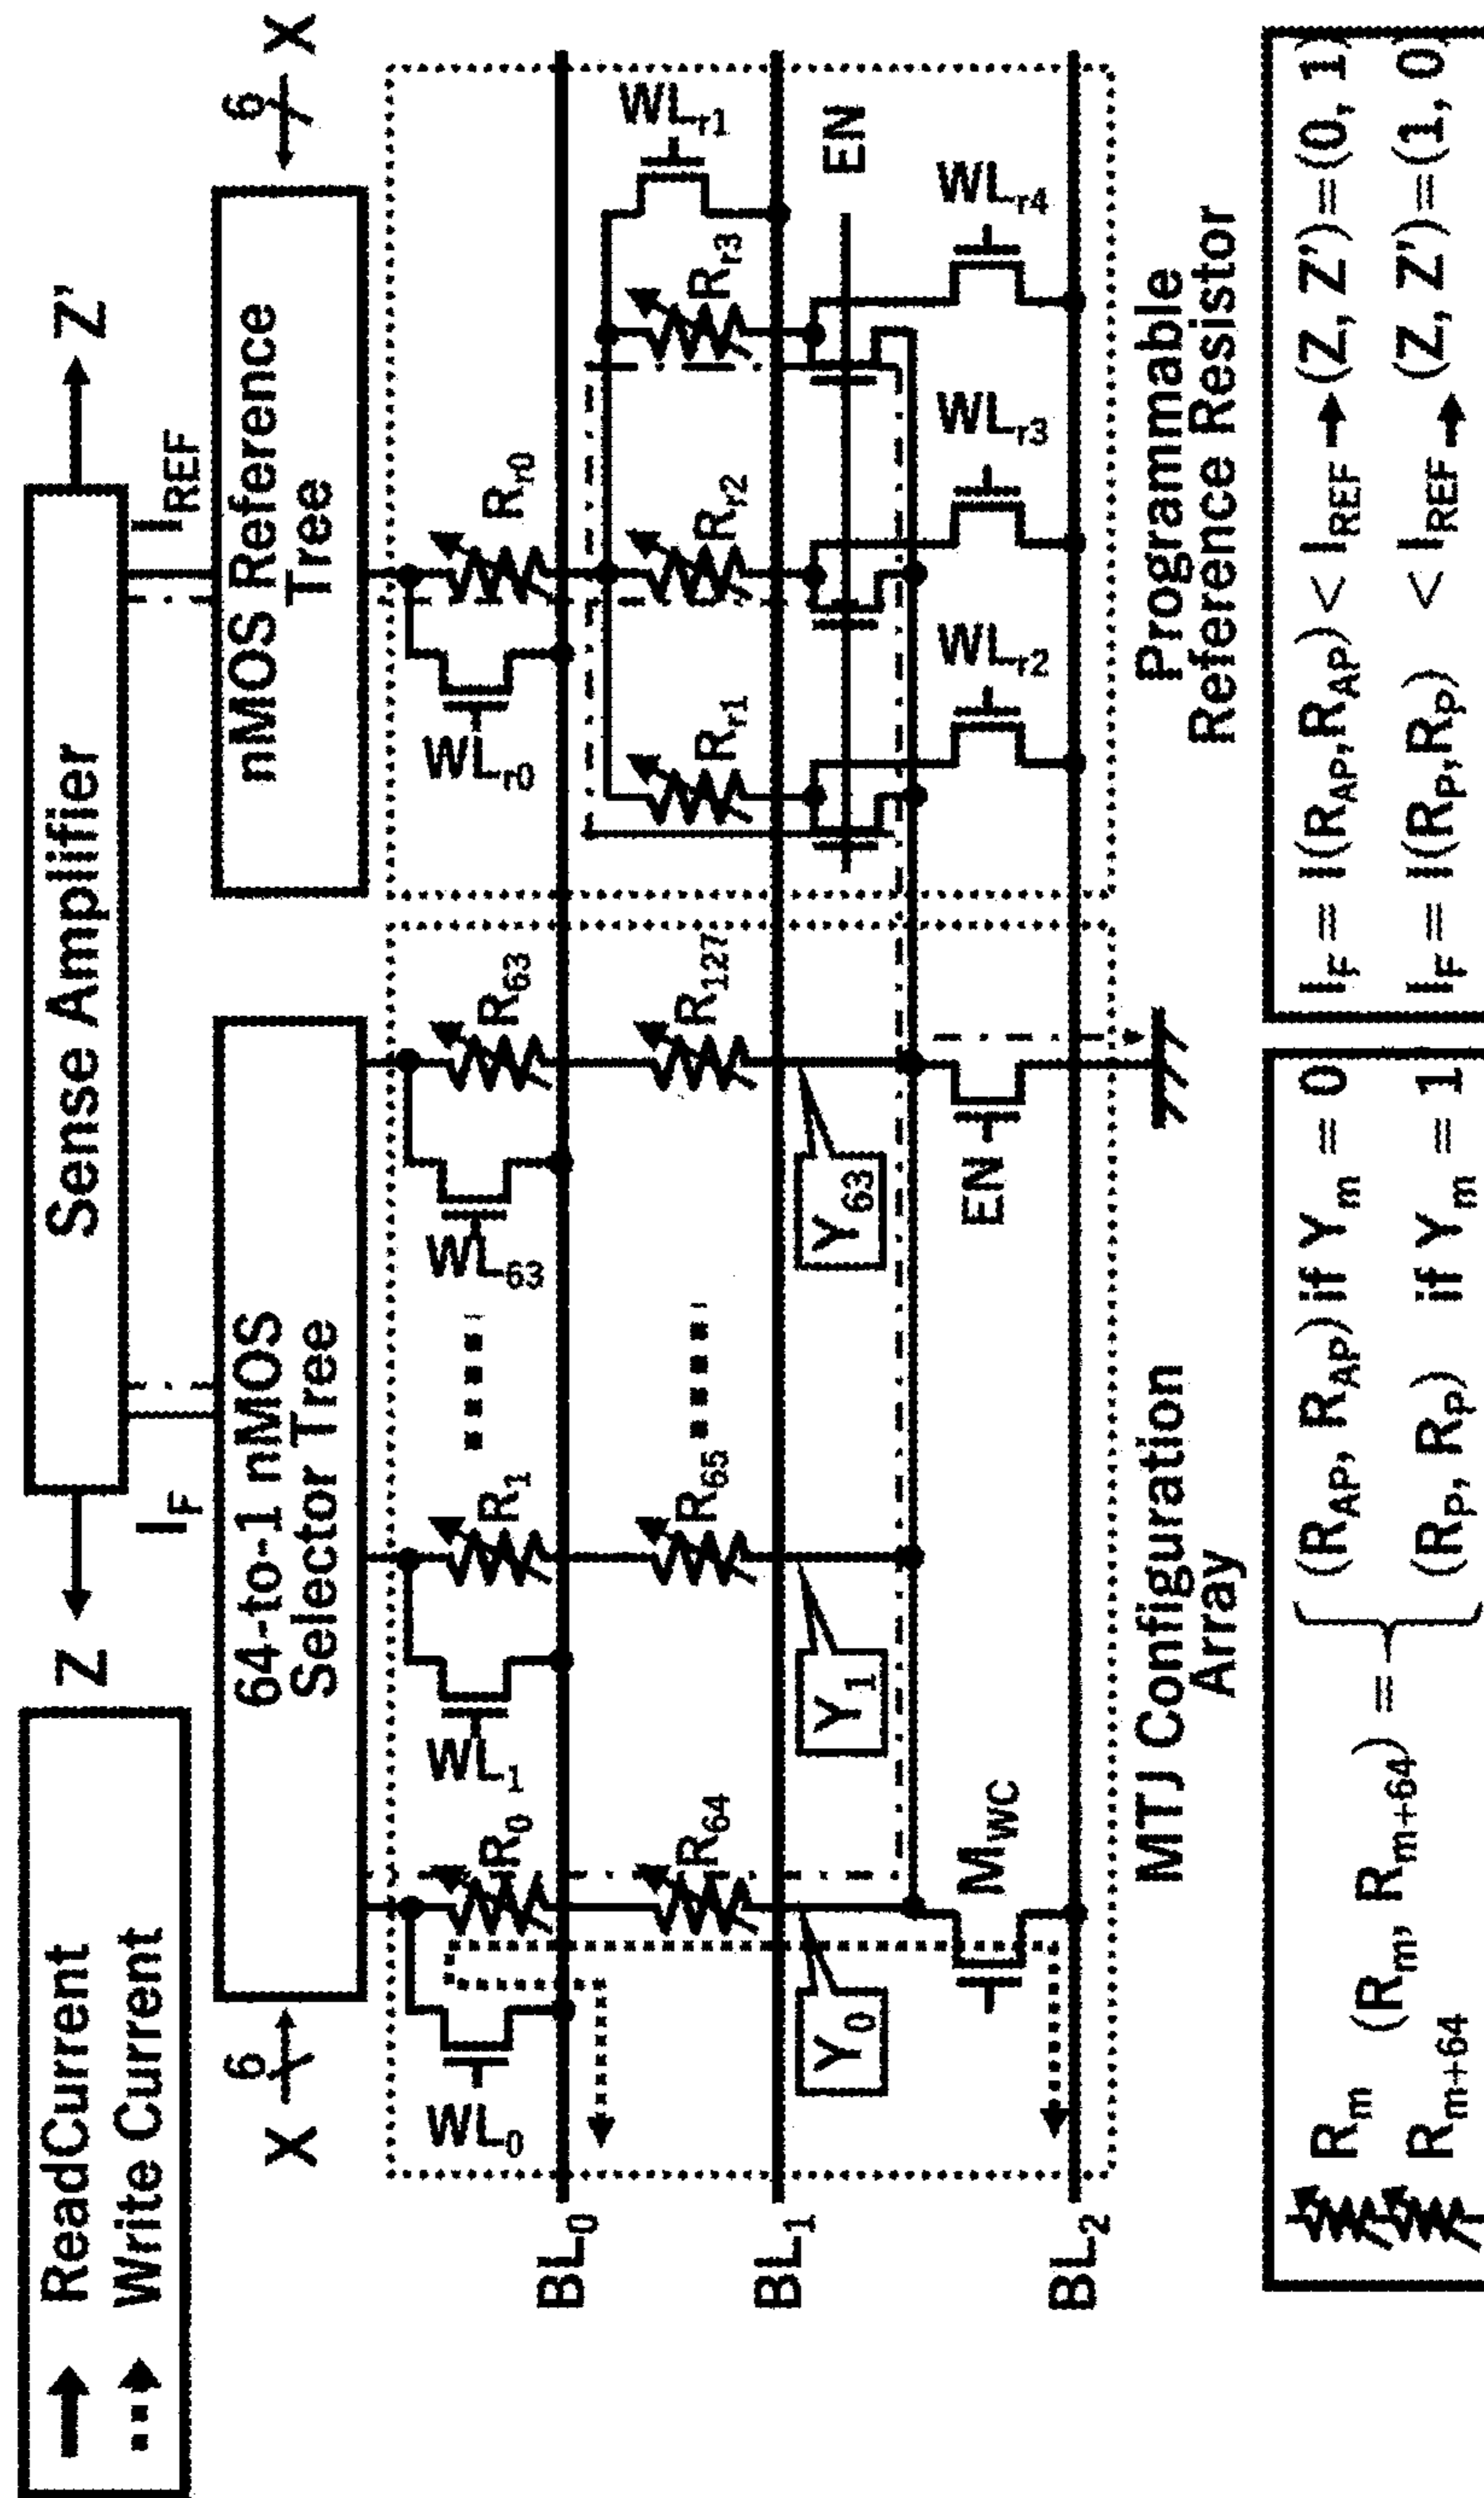 ReadCurrent
Write Current
Z
Sense Amplifier
Z'
I_F
I_REF
X
6
64-to-1 nMOS
Selector Tree
nMOS Reference
Tree
6
X
WL_0
R_0
WL_1
R_1
WL_63
R_63
R_r0
BL_0
R_64
R_65
R_127
R_r1
R_r2
R_r3
WL_r1
BL_1
Y_0
Y_1
Y_63
EN
M_WC
EN
WL_r2
WL_r3
WL_r4
BL_2
MTJ Configuration
Array
Programmable
Reference Resistor
R_m
R_m+64
(R_m, R_m+64) =
(R_AP, R_AP) if Y_m = 0
(R_P, R_P) if Y_m = 1
I_F = I(R_AP,R_AP) < I_REF (Z, Z')=(0, 1)
I_F = I(R_P,R_P) < I_REF (Z, Z')=(1, 0)